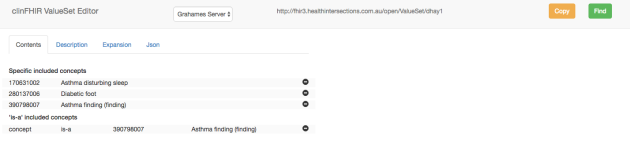 clinFHIR ValueSet Editor
Grahames Server
http://fhir3.healthintersections.com.au/open/ValueSet/dhay1
Copy
Find
Contents Description Expansion Json
Specific included concepts
170631002 Asthma disturbing sleep
280137006 Diabetic foot
390798007 Asthma finding (finding)
'is-a' included concepts
concept is-a 390798007 Asthma finding (finding)